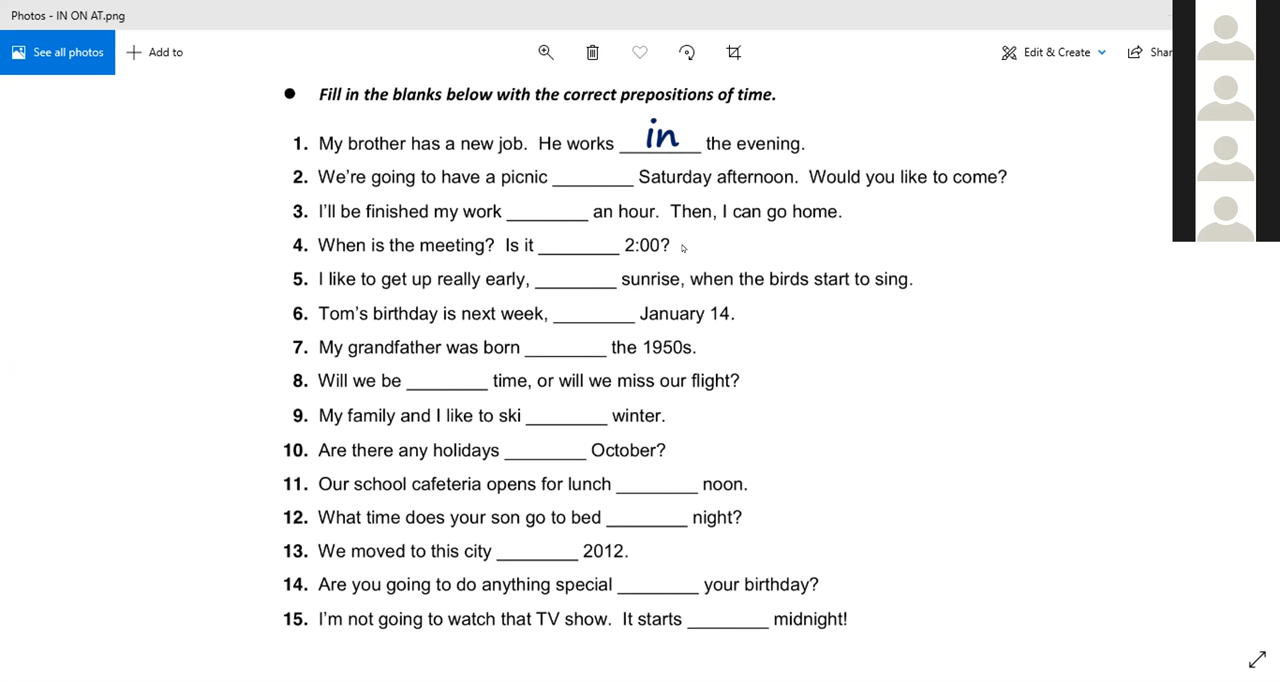 Photos - IN ON AT.png
See all photos
Add to
Edit & Create
Shar
● Fill in the blanks below with the correct prepositions of time.
1. My brother has a new job. He works ___in___ the evening.
2. We're going to have a picnic ________ Saturday afternoon. Would you like to come?
3. I'll be finished my work ________ an hour. Then, I can go home.
4. When is the meeting? Is it ________ 2:00?
5. I like to get up really early, ________ sunrise, when the birds start to sing.
6. Tom's birthday is next week, ________ January 14.
7. My grandfather was born ________ the 1950s.
8. Will we be ________ time, or will we miss our flight?
9. My family and I like to ski ________ winter.
10. Are there any holidays ________ October?
11. Our school cafeteria opens for lunch ________ noon.
12. What time does your son go to bed ________ night?
13. We moved to this city ________ 2012.
14. Are you going to do anything special ________ your birthday?
15. I'm not going to watch that TV show. It starts ________ midnight!